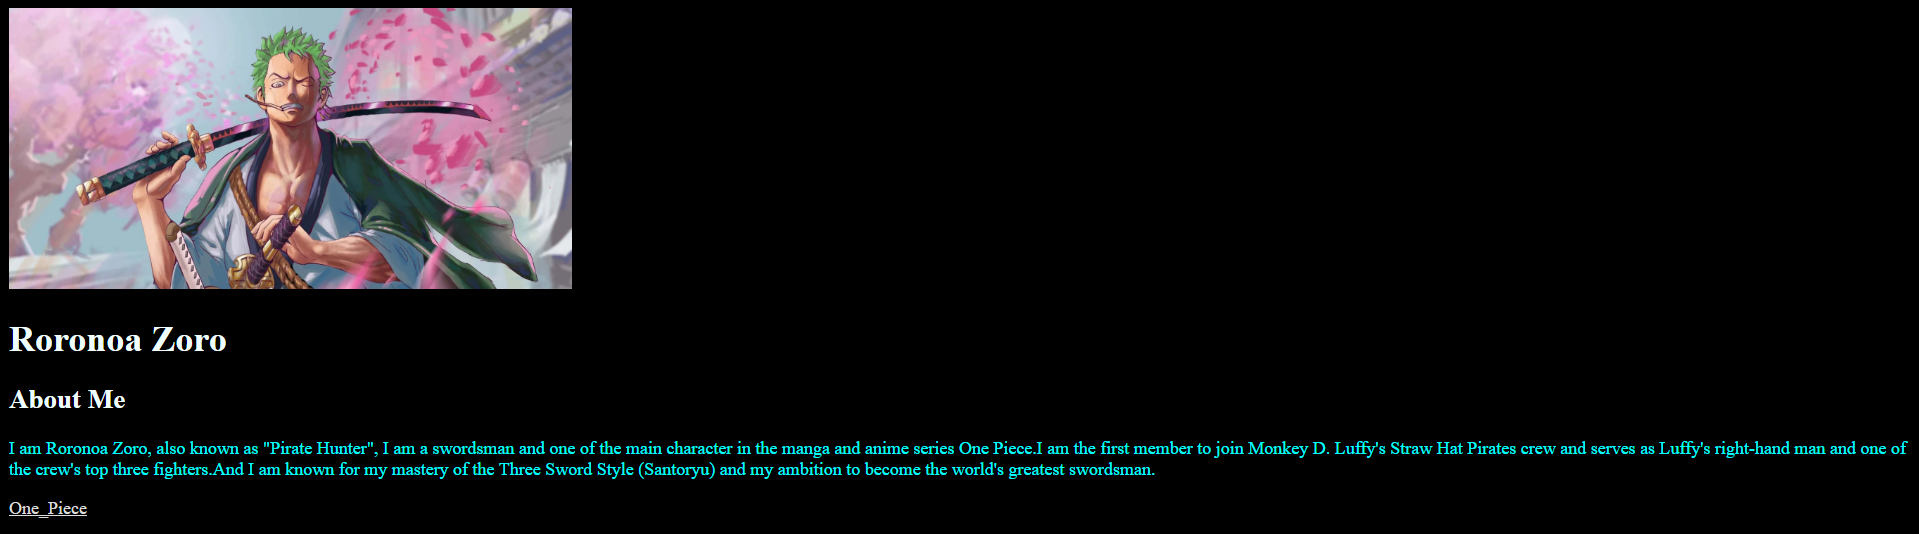 Roronoa Zoro
About Me
I am Roronoa Zoro, also known as "Pirate Hunter", I am a swordsman and one of the main character in the manga and anime series One Piece.I am the first member to join Monkey D. Luffy's Straw Hat Pirates crew and serves as Luffy's right-hand man and one of
the crew's top three fighters.And I am known for my mastery of the Three Sword Style (Santoryu) and my ambition to become the world's greatest swordsman.
One_Piece